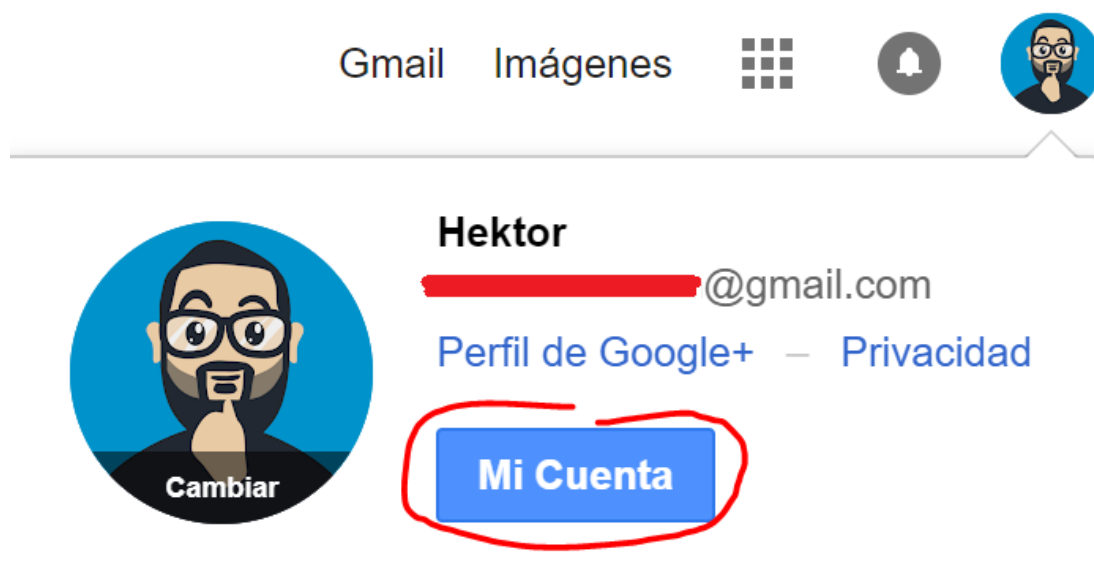 Gmail Imágenes
Hektor
@gmail.com
Perfil de Google+ – Privacidad
Cambiar
Mi Cuenta